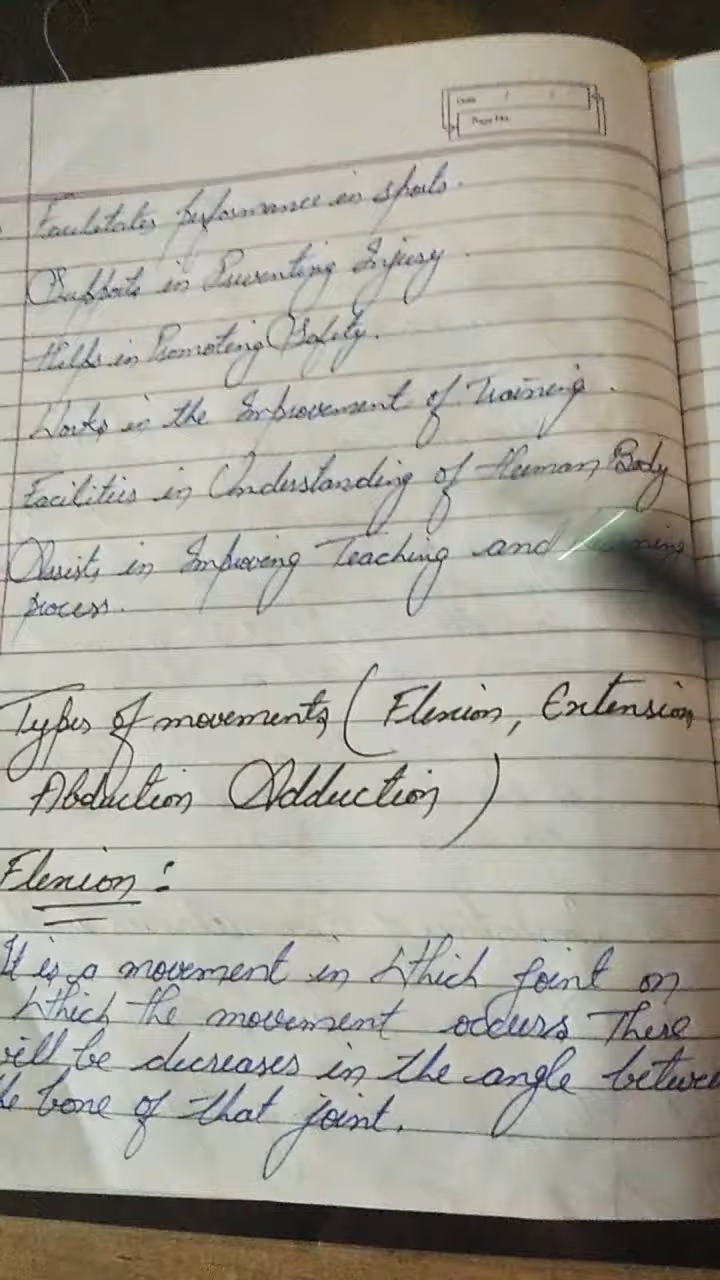 Date / /
Page No.
Facilitates performance in sports.
Supports in Preventing Injury.
Helps in Promoting Safety.
Works in the Improvement of Training.
Facilities in Understanding of Human Body
Assists in Improving Teaching and
process.
Types of movements (Flexion, Extension,
Abduction Adduction)
Flexion :
It is a movement in which joint on
which the movement occurs There
will be decreases in the angle between
the bone of that joint.